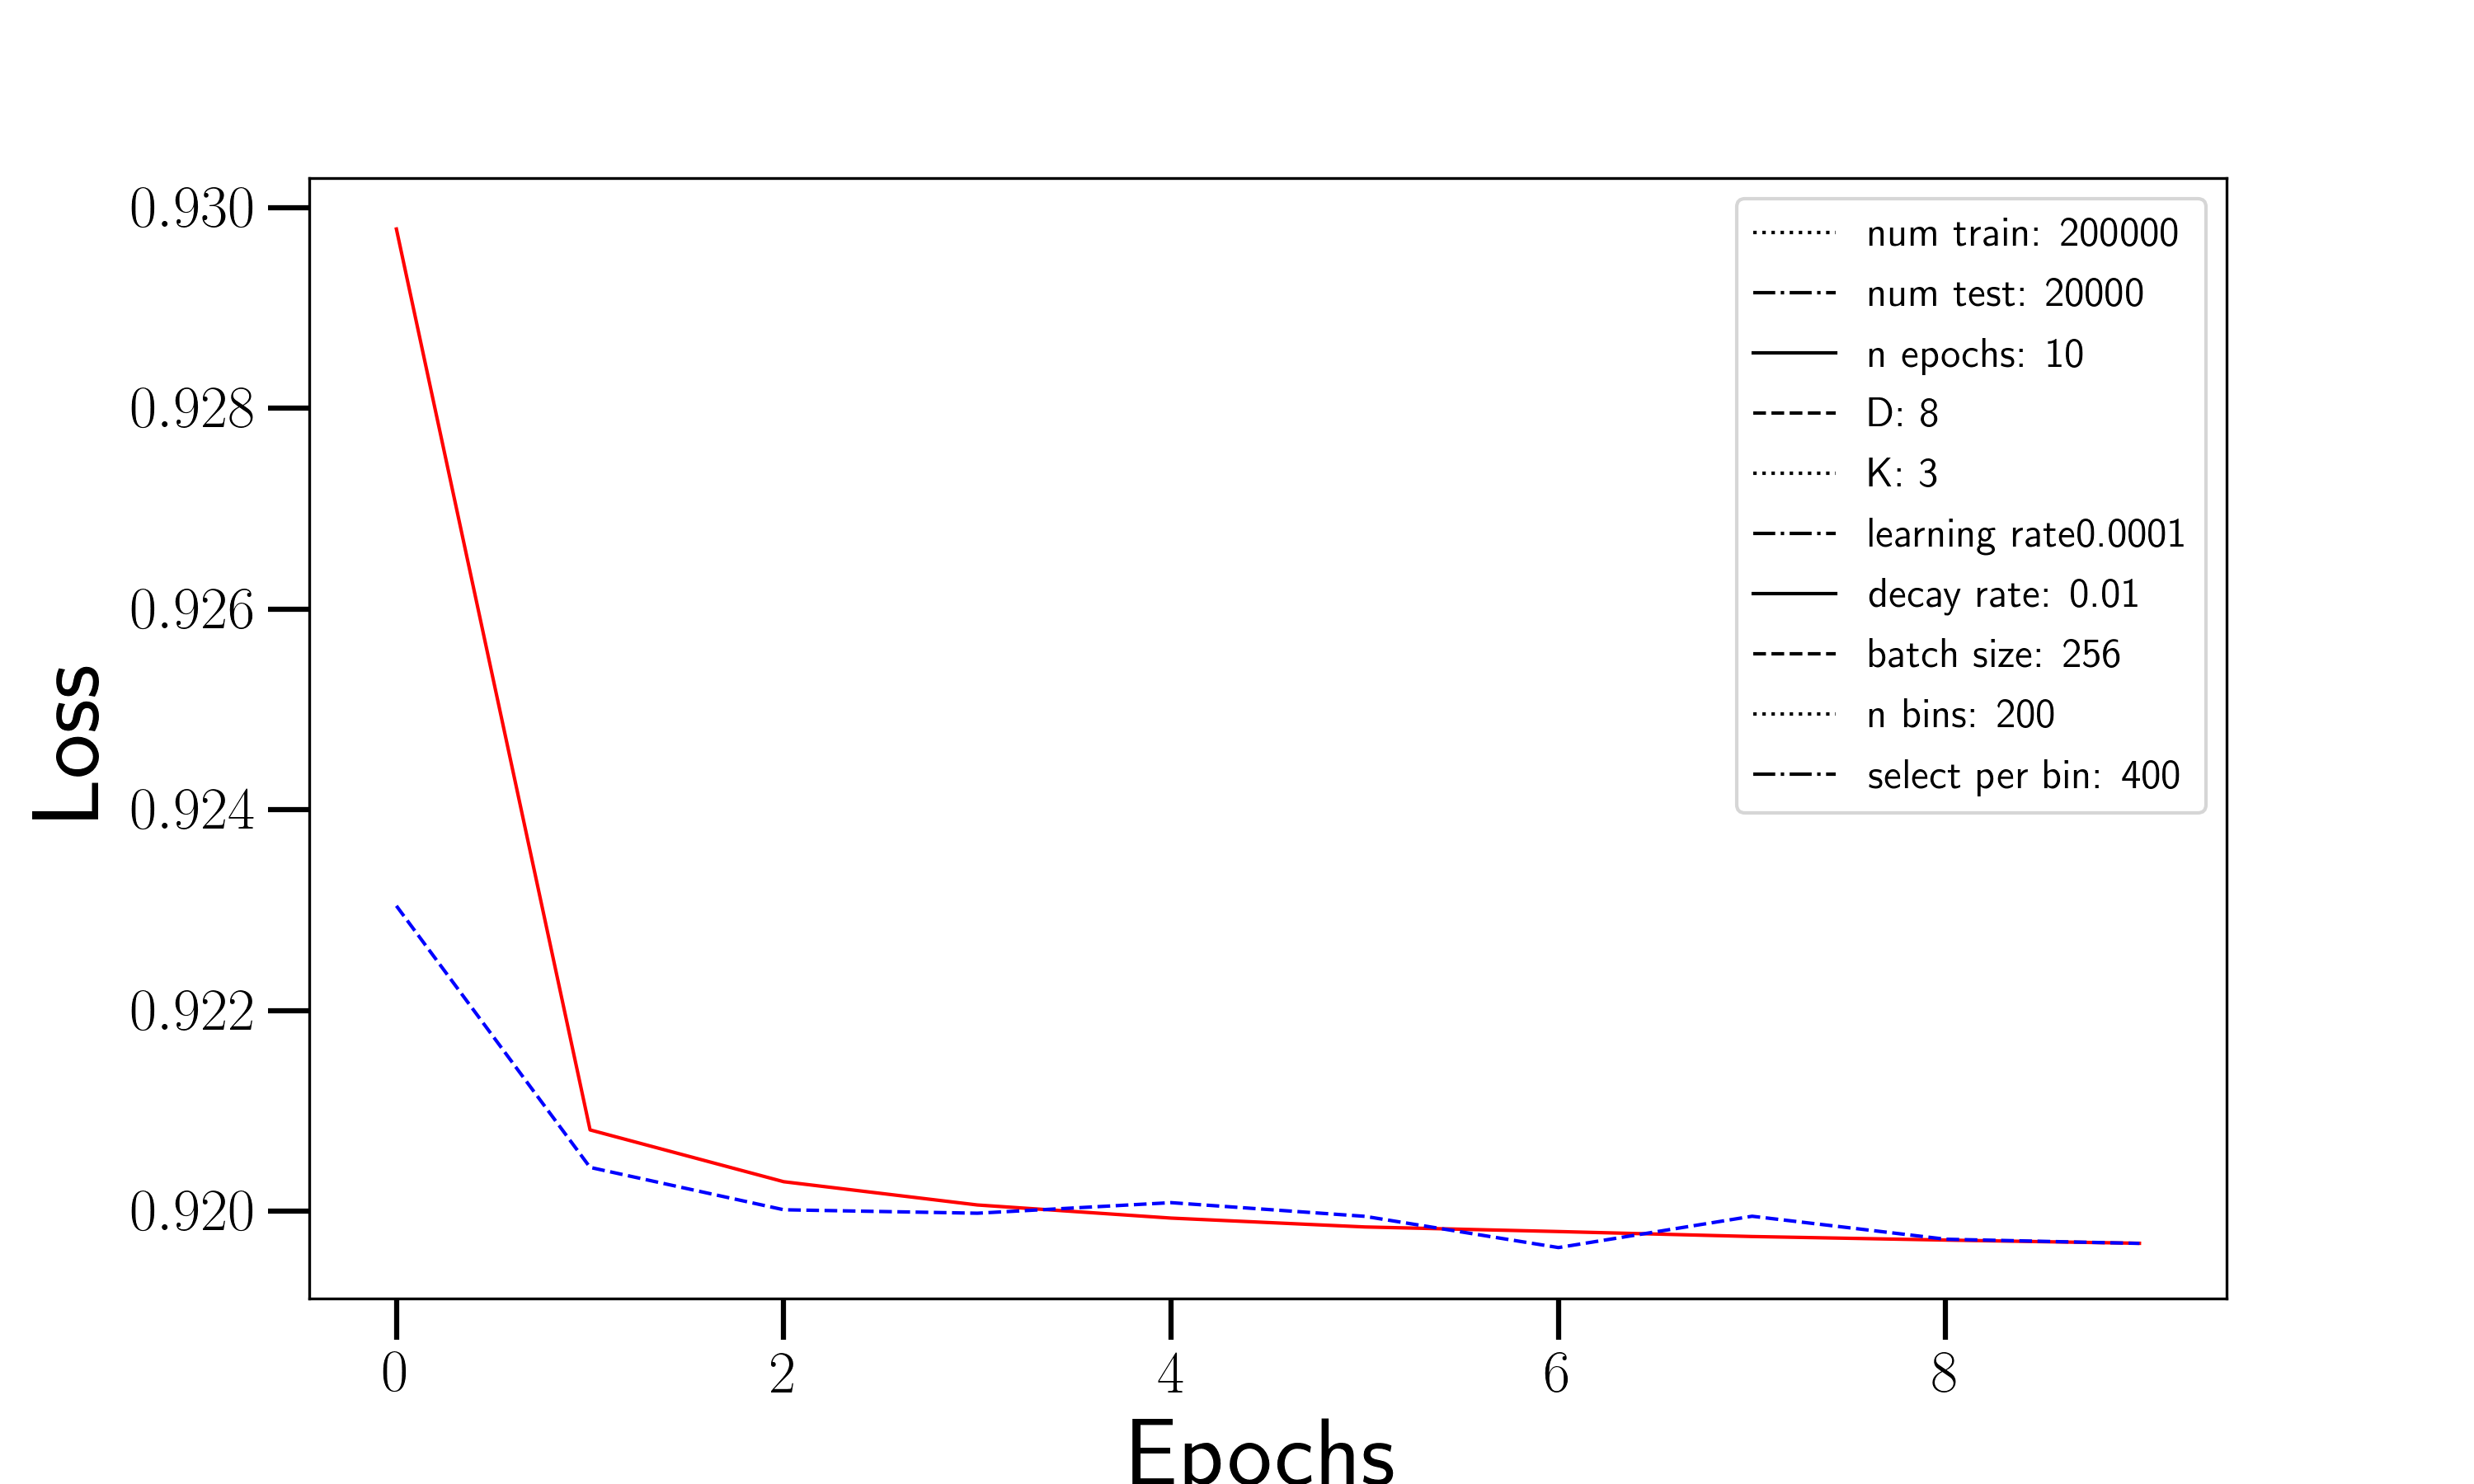 0.930
0.928
0.926
0.924
0.922
0.920
Loss
0 2 4 6 8
Epochs
num train: 200000
num test: 20000
n epochs: 10
D: 8
K: 3
learning rate0.0001
decay rate: 0.01
batch size: 256
n bins: 200
select per bin: 400